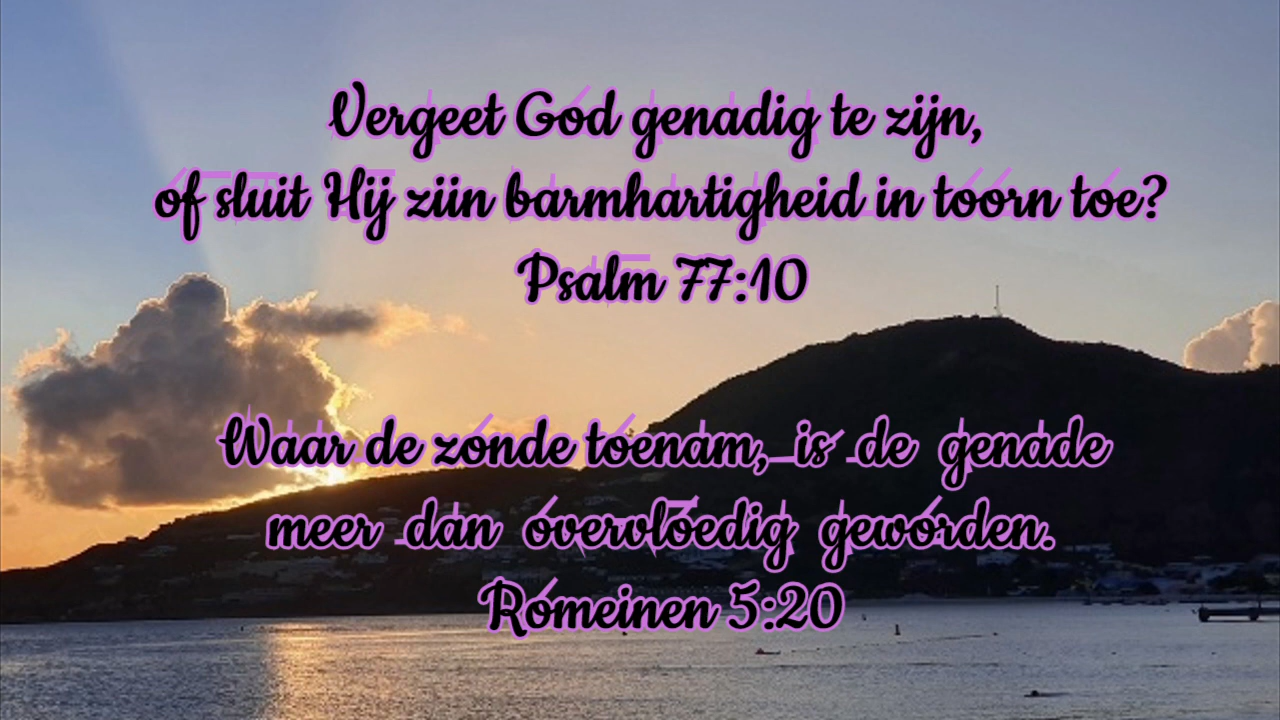 Vergeet God genadig te zijn,
of sluit Hij ziin barmhartigheid in toorn toe?
Psalm 77:10
Waar de zonde toenam, is de genade
meer dan overvloedig geworden.
Romeinen 5:20